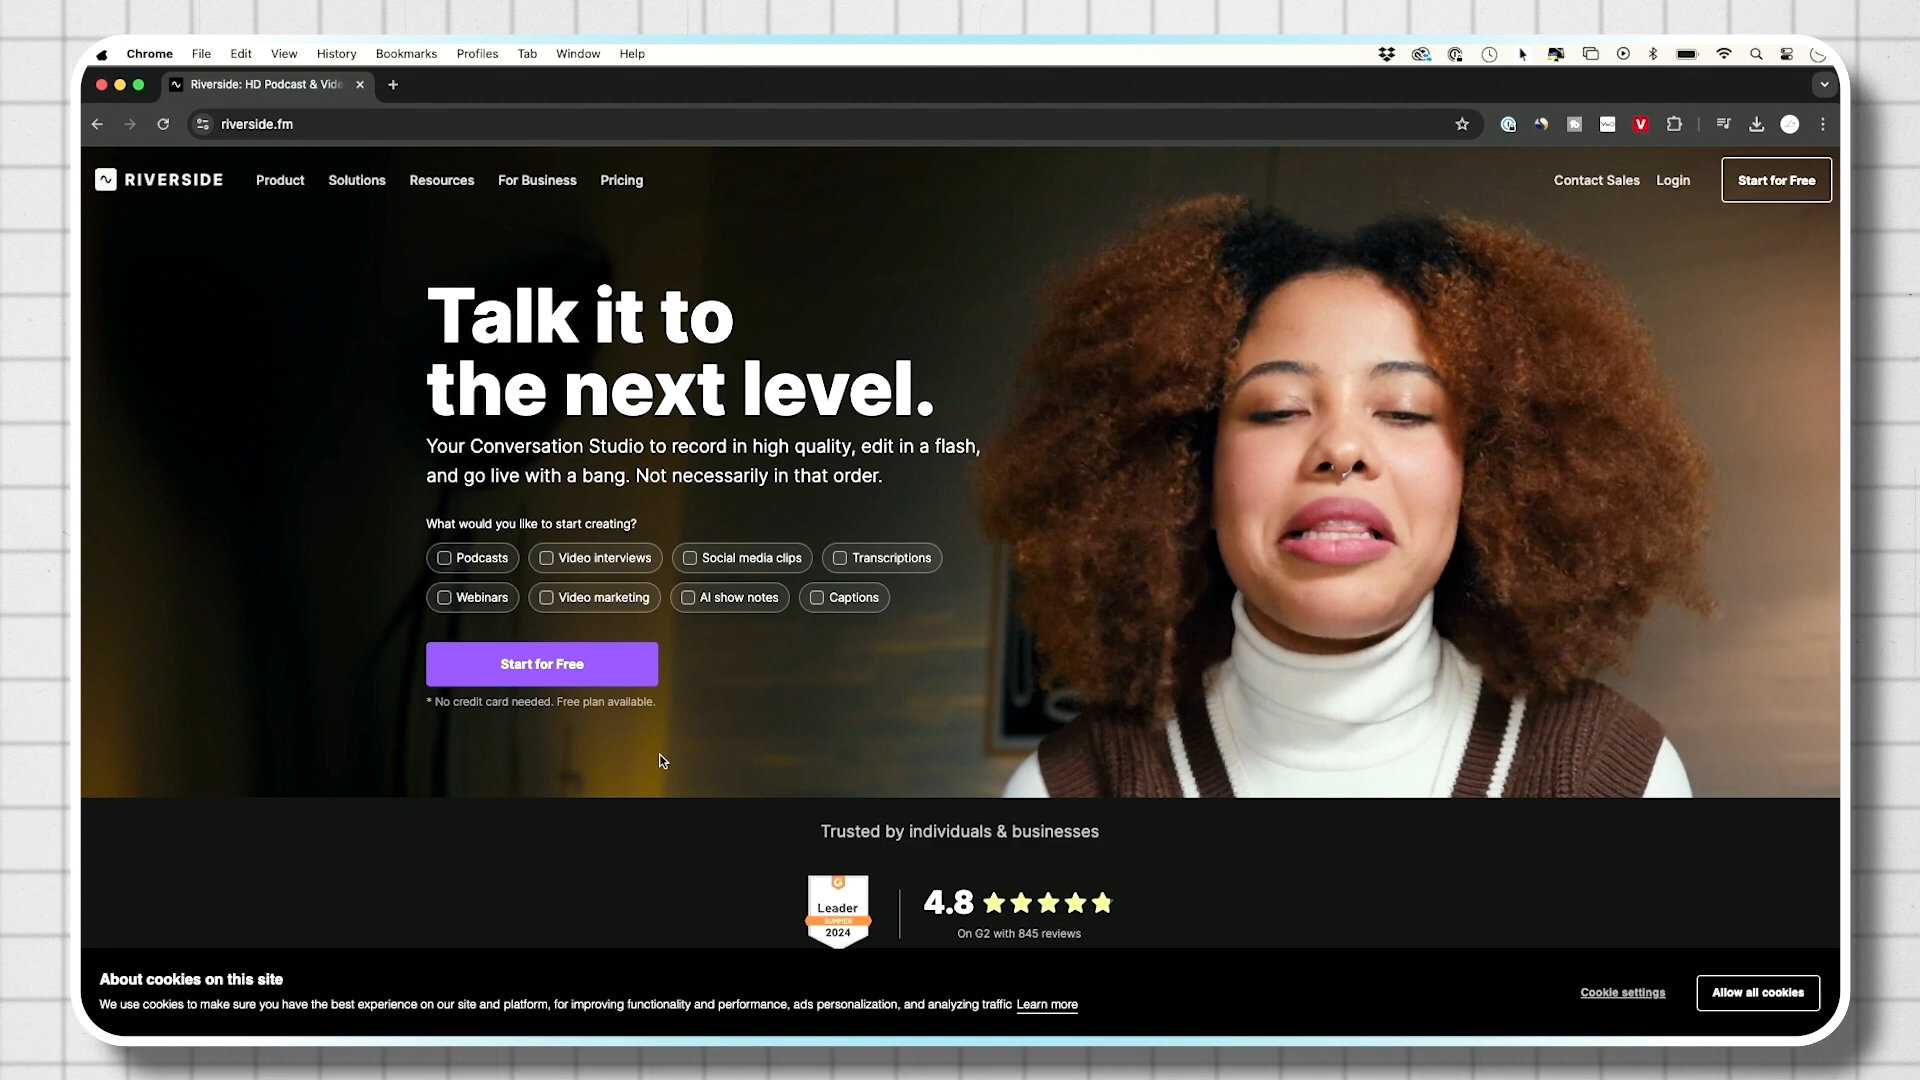 Chrome File Edit View History Bookmarks Profiles Tab Window Help
Riverside: HD Podcast & Vide
riverside.fm
RIVERSIDE Product Solutions Resources For Business Pricing Contact Sales Login Start for Free
Talk it to
the next level.
Your Conversation Studio to record in high quality, edit in a flash,
and go live with a bang. Not necessarily in that order.
What would you like to start creating?
Podcasts Video interviews Social media clips Transcriptions
Webinars Video marketing AI show notes Captions
Start for Free
* No credit card needed. Free plan available.
Trusted by individuals & businesses
Leader
SUMMER
2024
4.8
On G2 with 845 reviews
About cookies on this site
We use cookies to make sure you have the best experience on our site and platform, for improving functionality and performance, ads personalization, and analyzing traffic Learn more
Cookie settings
Allow all cookies